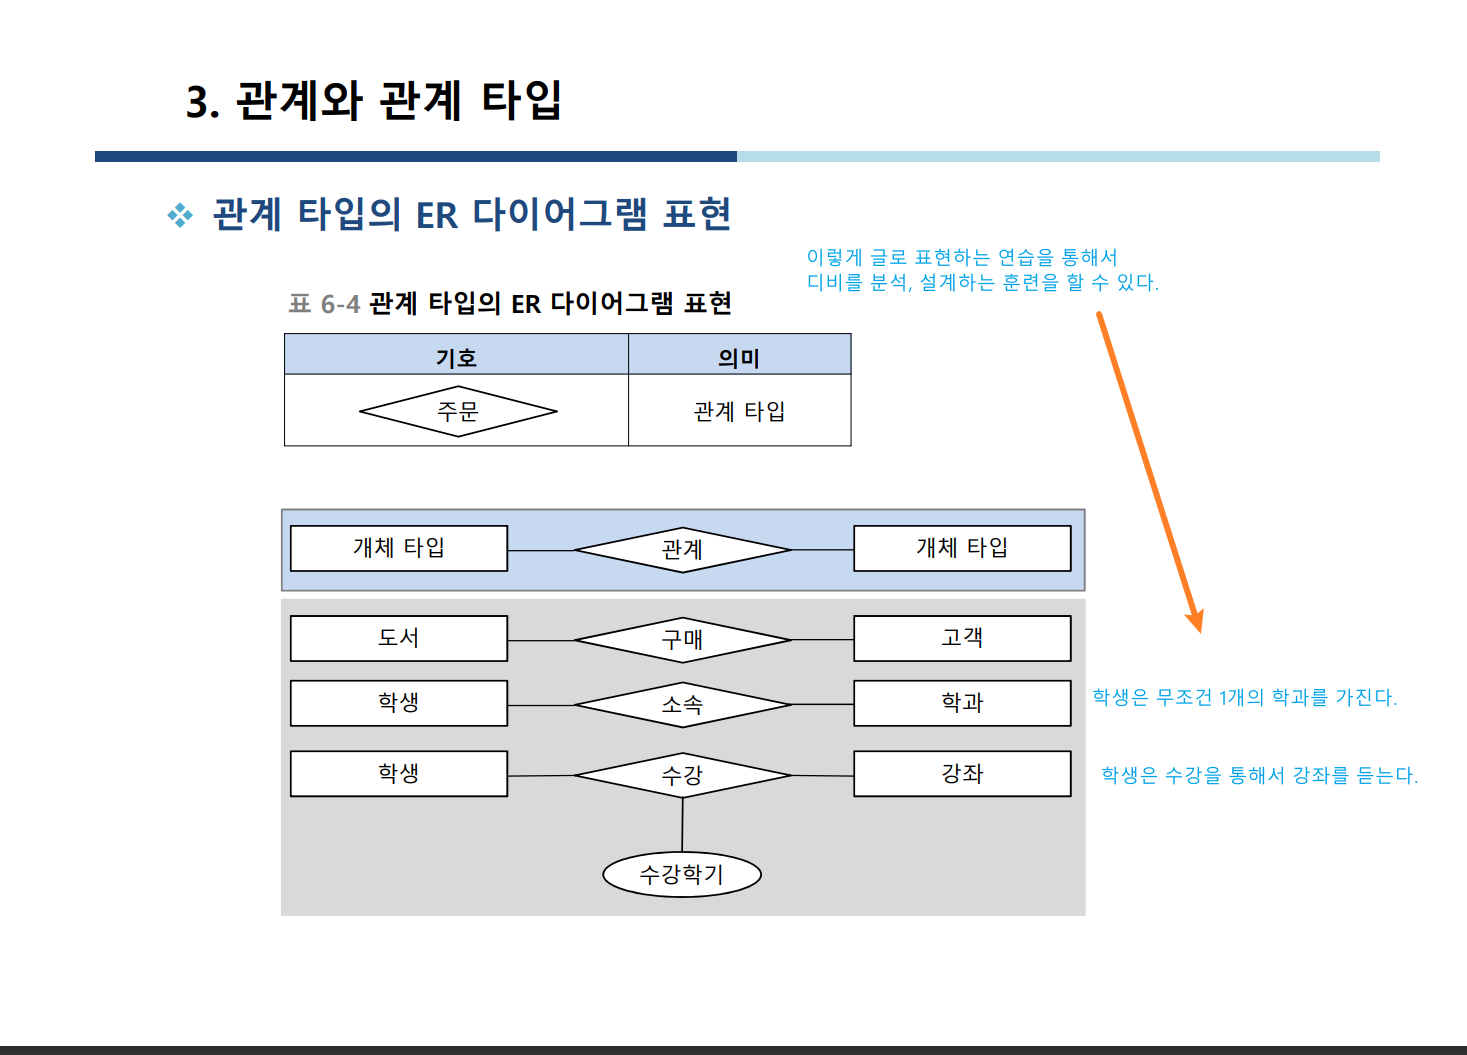 3. 관계와 관계 타입
❖ 관계 타입의 ER 다이어그램 표현
이렇게 글로 표현하는 연습을 통해서
디비를 분석, 설계하는 훈련을 할 수 있다.
표 6-4 관계 타입의 ER 다이어그램 표현
기호 의미
주문 관계 타입
개체 타입 관계 개체 타입
도서 구매 고객
학생 소속 학과 학생은 무조건 1개의 학과를 가진다.
학생 수강 강좌 학생은 수강을 통해서 강좌를 듣는다.
수강학기